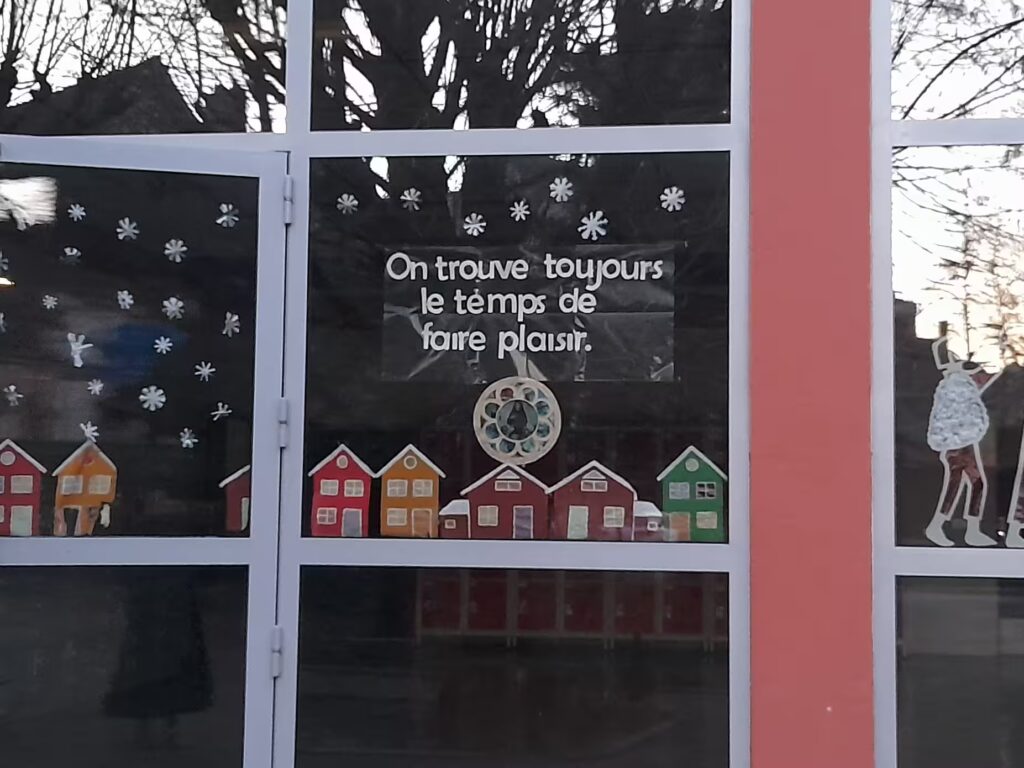 On trouve toujours
le temps de
faire plaisir.